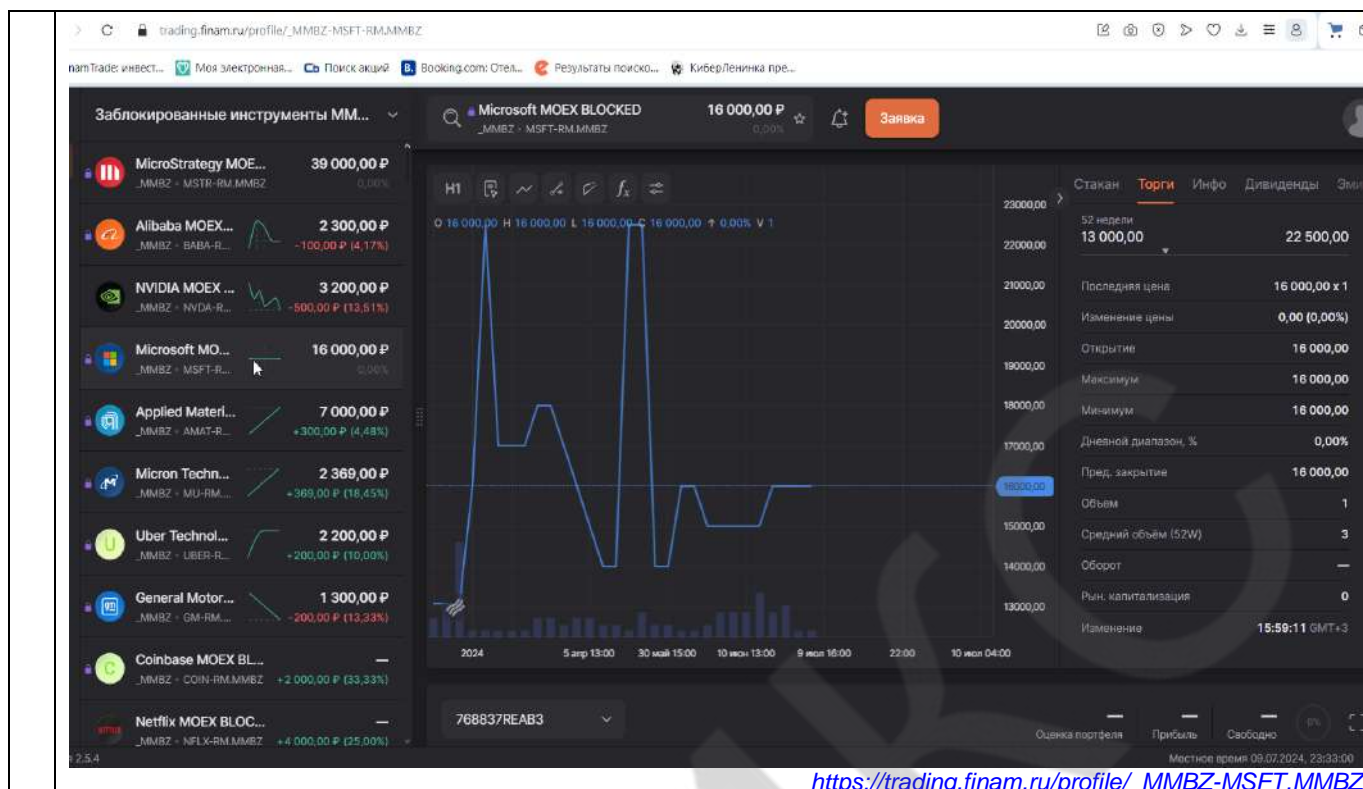 trading.finam.ru/profile/_MMBZ-MSFT-RM.MMBZ
namTrade: инвест... Моя электронная... Поиск акций Booking.com: Отел... Результаты поиско... КиберЛенинка пре...
Заблокированные инструменты ММ...
Microsoft MOEX BLOCKED 16 000,00 ₽ Заявка
_MMBZ • MSFT-RM.MMBZ 0,00%
MicroStrategy MOE... 39 000,00 ₽
_MMBZ • MSTR-RM.MMBZ 0,00%
Alibaba MOEX... 2 300,00 ₽
_MMBZ • BABA-R... -100,00 ₽ (4,17%)
NVIDIA MOEX ... 3 200,00 ₽
_MMBZ • NVDA-R... -500,00 ₽ (13,51%)
Microsoft MO... 16 000,00 ₽
_MMBZ • MSFT-R... 0,00%
Applied Materi... 7 000,00 ₽
_MMBZ • AMAT-R... +300,00 ₽ (4,48%)
Micron Techn... 2 369,00 ₽
_MMBZ • MU-RM.... +369,00 ₽ (18,45%)
Uber Technol... 2 200,00 ₽
_MMBZ • UBER-R... +200,00 ₽ (10,00%)
General Motor... 1 300,00 ₽
_MMBZ • GM-RM.... -200,00 ₽ (13,33%)
Coinbase MOEX BL... —
_MMBZ • COIN-RM.MMBZ +2 000,00 ₽ (33,33%)
Netflix MOEX BLOC... —
_MMBZ • NFLX-RM.MMBZ +4 000,00 ₽ (25,00%)
H1 fx
O 16 000,00 H 16 000,00 L 16 000,00 C 16 000,00 ↑ 0,00% V 1
23000,00
22000,00
21000,00
20000,00
19000,00
18000,00
17000,00
16000,00
15000,00
14000,00
13000,00
2024 5 апр 13:00 30 май 15:00 10 июн 13:00 9 июл 16:00 22:00 10 июл 04:00
Стакан Торги Инфо Дивиденды Эми
52 недели
13 000,00 22 500,00
Последняя цена 16 000,00 x 1
Изменение цены 0,00 (0,00%)
Открытие 16 000,00
Максимум 16 000,00
Минимум 16 000,00
Дневной диапазон, % 0,00%
Пред. закрытие 16 000,00
Объем 1
Средний объём (52W) 3
Оборот —
Рын. капитализация 0
Изменение 15:59:11 GMT+3
768837REAB3
— — — 0%
Оценка портфеля Прибыль Свободно
2.5.4 Местное время 09.07.2024, 23:33:00
https://trading.finam.ru/profile/_MMBZ-MSFT.MMBZ